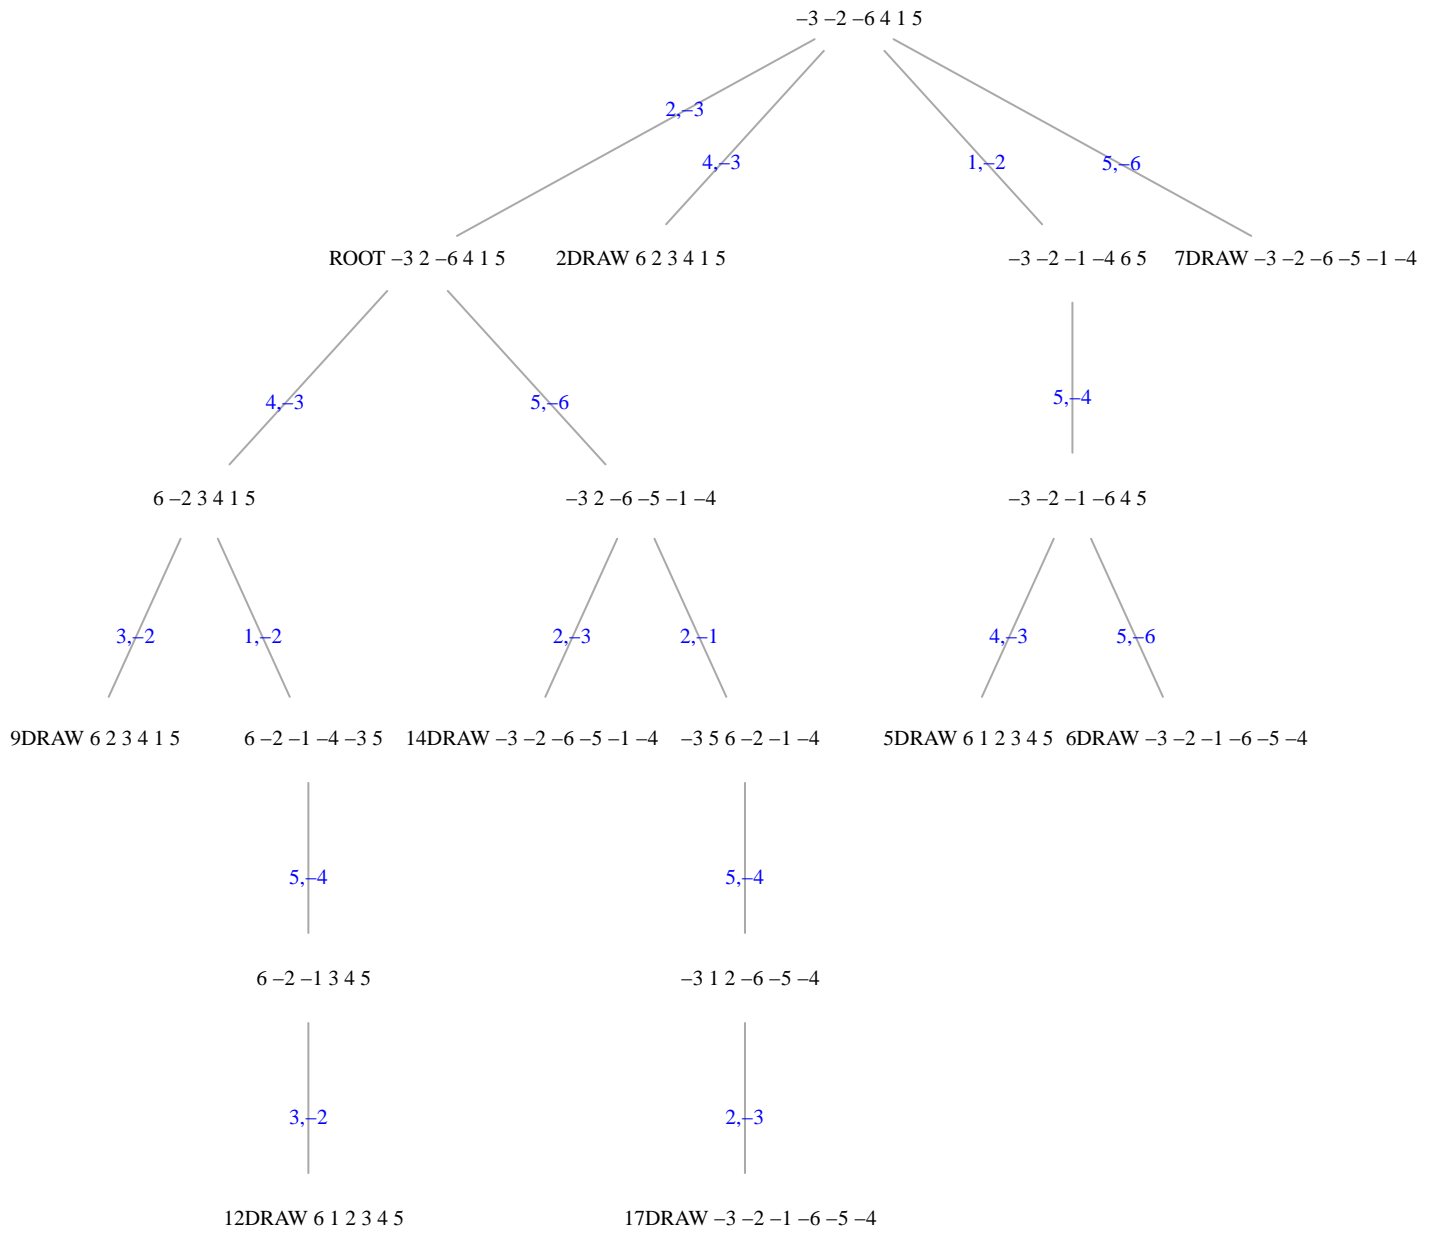 –3 –2 –6 4 1 5
2,–3
4,–3
1,–2
5,–6
ROOT –3 2 –6 4 1 5
2DRAW 6 2 3 4 1 5
–3 –2 –1 –4 6 5
7DRAW –3 –2 –6 –5 –1 –4
4,–3
5,–6
5,–4
6 –2 3 4 1 5
–3 2 –6 –5 –1 –4
–3 –2 –1 –6 4 5
3,–2
1,–2
2,–3
2,–1
4,–3
5,–6
9DRAW 6 2 3 4 1 5
6 –2 –1 –4 –3 5
14DRAW –3 –2 –6 –5 –1 –4
–3 5 6 –2 –1 –4
5DRAW 6 1 2 3 4 5
6DRAW –3 –2 –1 –6 –5 –4
5,–4
5,–4
6 –2 –1 3 4 5
–3 1 2 –6 –5 –4
3,–2
2,–3
12DRAW 6 1 2 3 4 5
17DRAW –3 –2 –1 –6 –5 –4